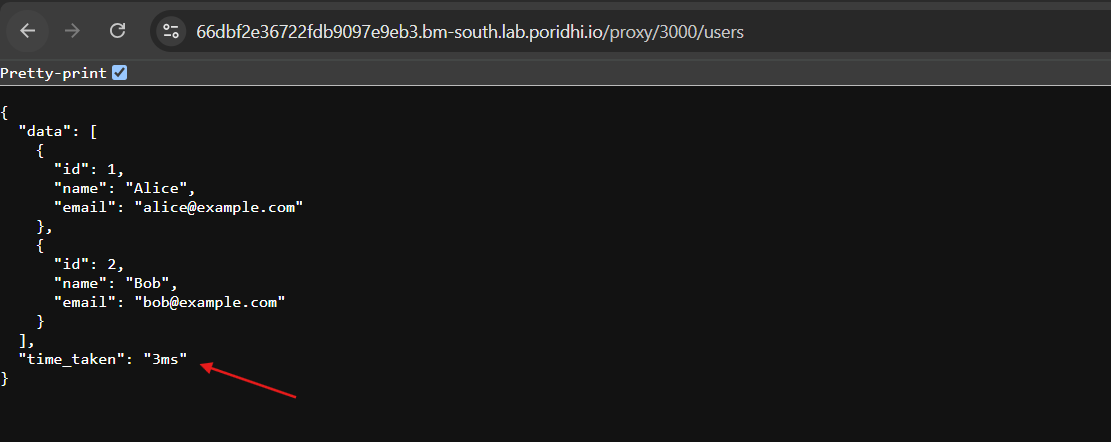 66dbf2e36722fdb9097e9eb3.bm-south.lab.poridhi.io/proxy/3000/users
Pretty-print
{
  "data": [
    {
      "id": 1,
      "name": "Alice",
      "email": "alice@example.com"
    },
    {
      "id": 2,
      "name": "Bob",
      "email": "bob@example.com"
    }
  ],
  "time_taken": "3ms"
}